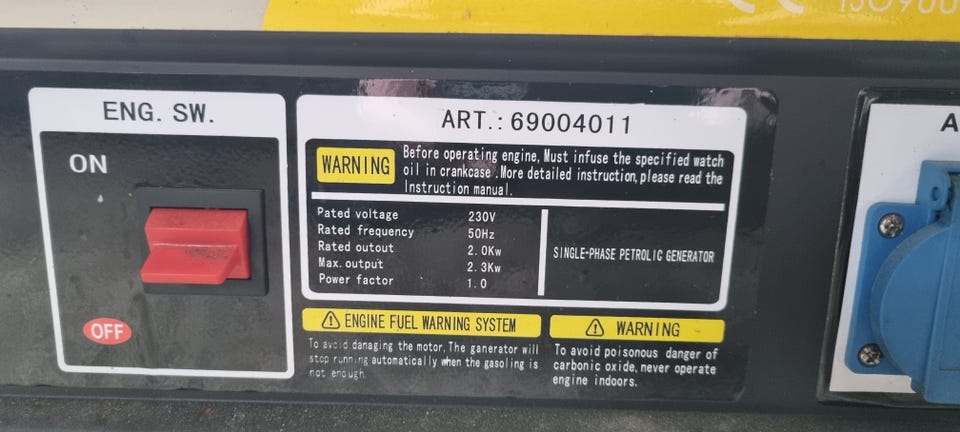 ISO900
ENG. SW.
ON
OFF
ART.: 69004011
WARNING
Before operating engine, Must infuse the specified watch
oil in crankcase .More detailed instruction, please read the
Instruction manual.
Pated voltage 230V
Rated frequency 50Hz
Rated outout 2.0Kw
Max. output 2.3Kw
Power factor 1.0
SINGLE-PHASE PETROLIC GENERATOR
⚠ ENGINE FUEL WARNING SYSTEM
To avoid damaging the motor, The ganerator will
stop running automatically when the gasoling is
not enough.
⚠ WARNING
To avoid poisonous danger of
carbonic oxide, never operate
engine indoors.
A